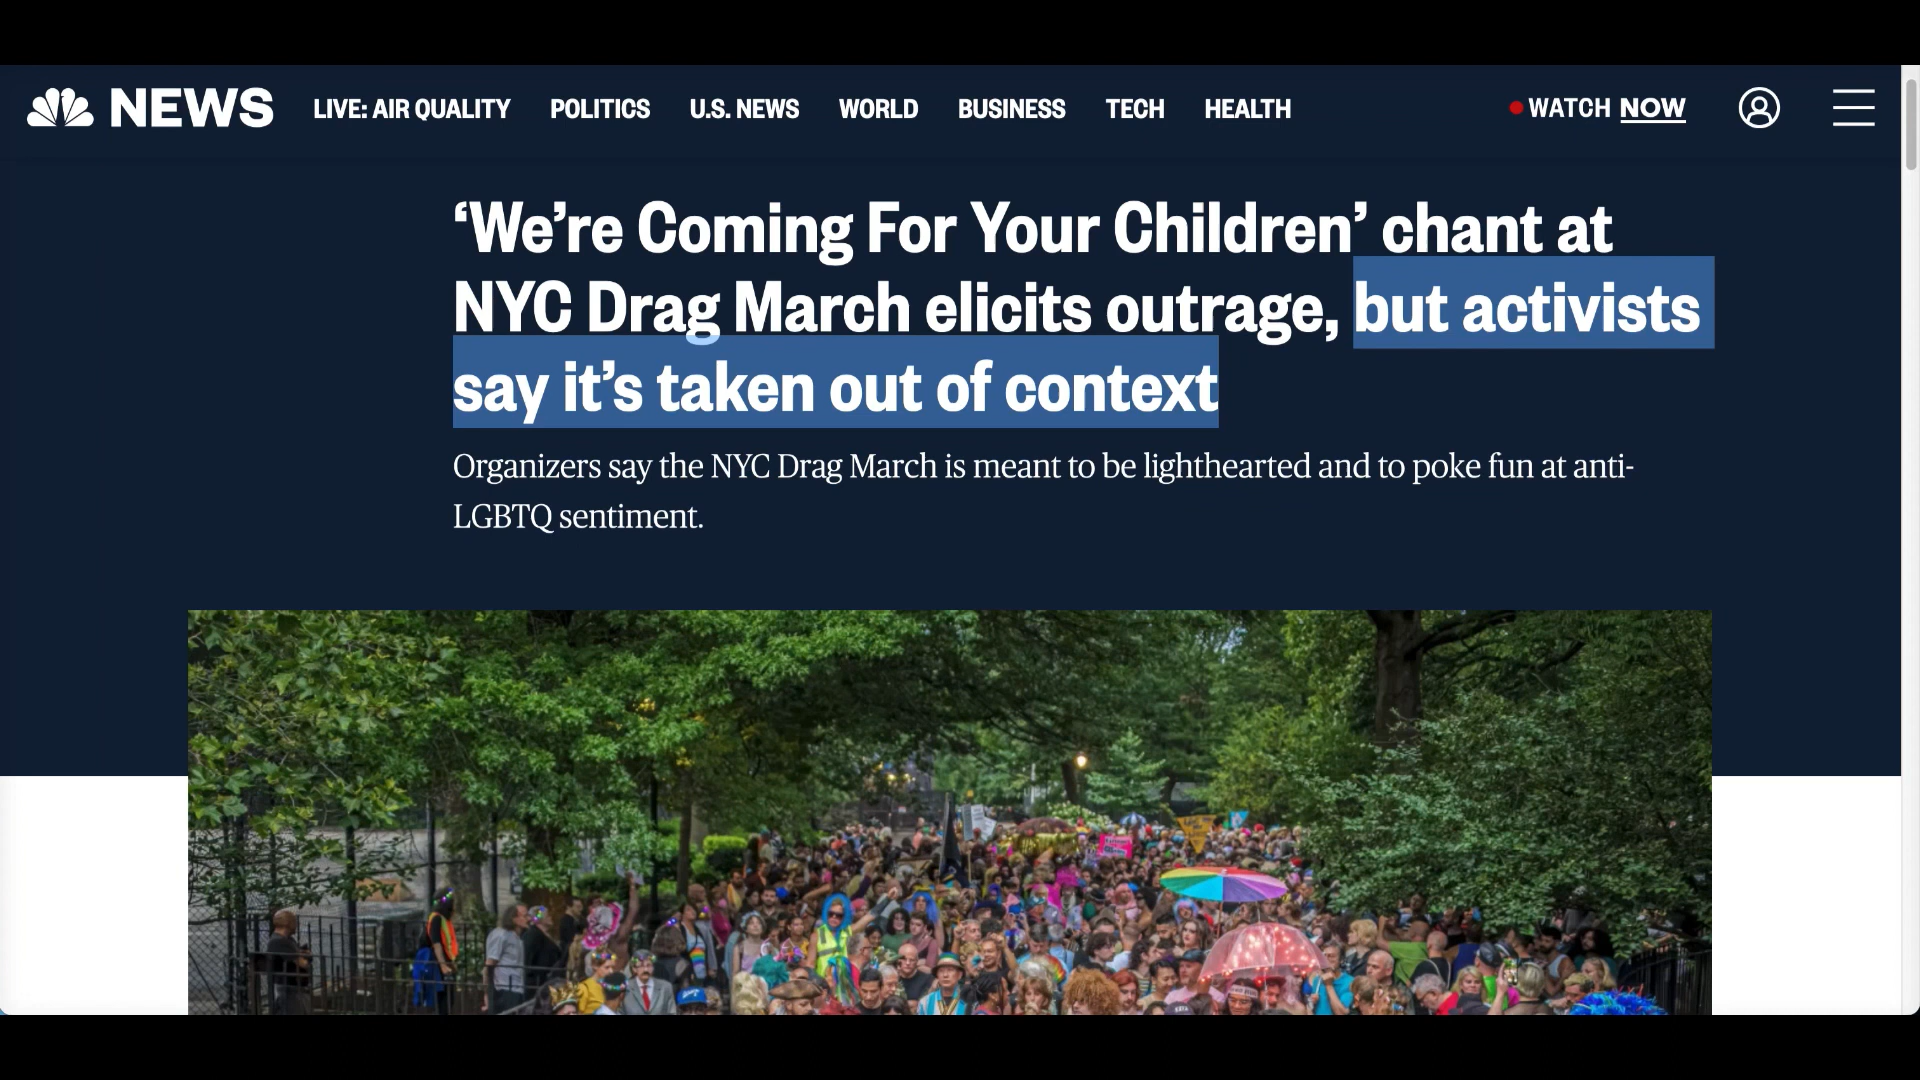 NEWS LIVE: AIR QUALITY POLITICS U.S. NEWS WORLD BUSINESS TECH HEALTH WATCH NOW
‘We’re Coming For Your Children’ chant at
NYC Drag March elicits outrage, but activists
say it’s taken out of context
Organizers say the NYC Drag March is meant to be lighthearted and to poke fun at anti-
LGBTQ sentiment.